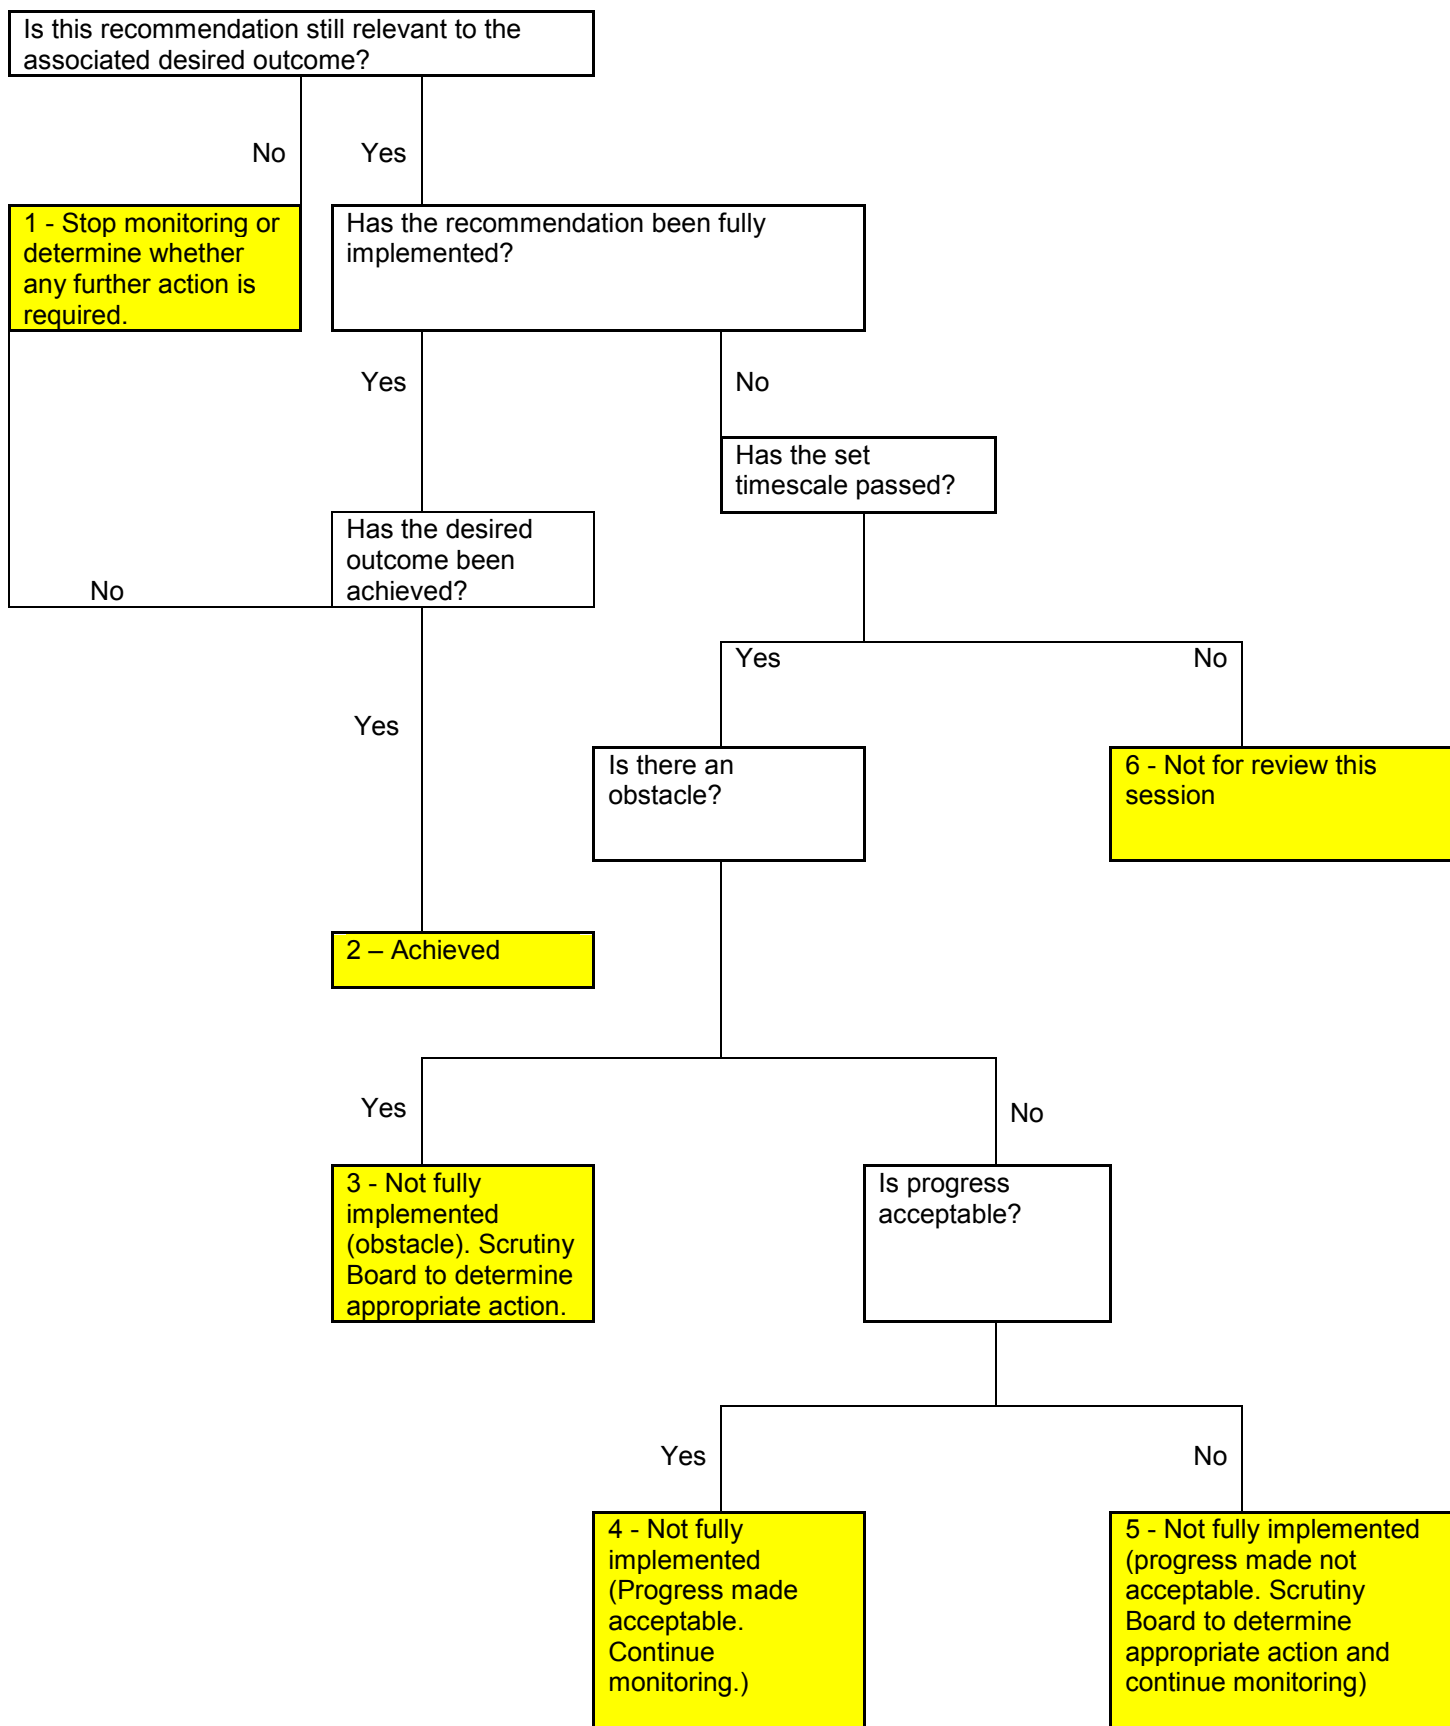 Is this recommendation still relevant to the
associated desired outcome?
No
Yes
1 - Stop monitoring or
determine whether
any further action is
required.
Has the recommendation been fully
implemented?
Yes
No
Has the set
timescale passed?
Has the desired
outcome been
achieved?
No
Yes
No
Yes
Is there an
obstacle?
6 - Not for review this
session
2 – Achieved
Yes
No
3 - Not fully
implemented
(obstacle). Scrutiny
Board to determine
appropriate action.
Is progress
acceptable?
Yes
No
4 - Not fully
implemented
(Progress made
acceptable.
Continue
monitoring.)
5 - Not fully implemented
(progress made not
acceptable. Scrutiny
Board to determine
appropriate action and
continue monitoring)